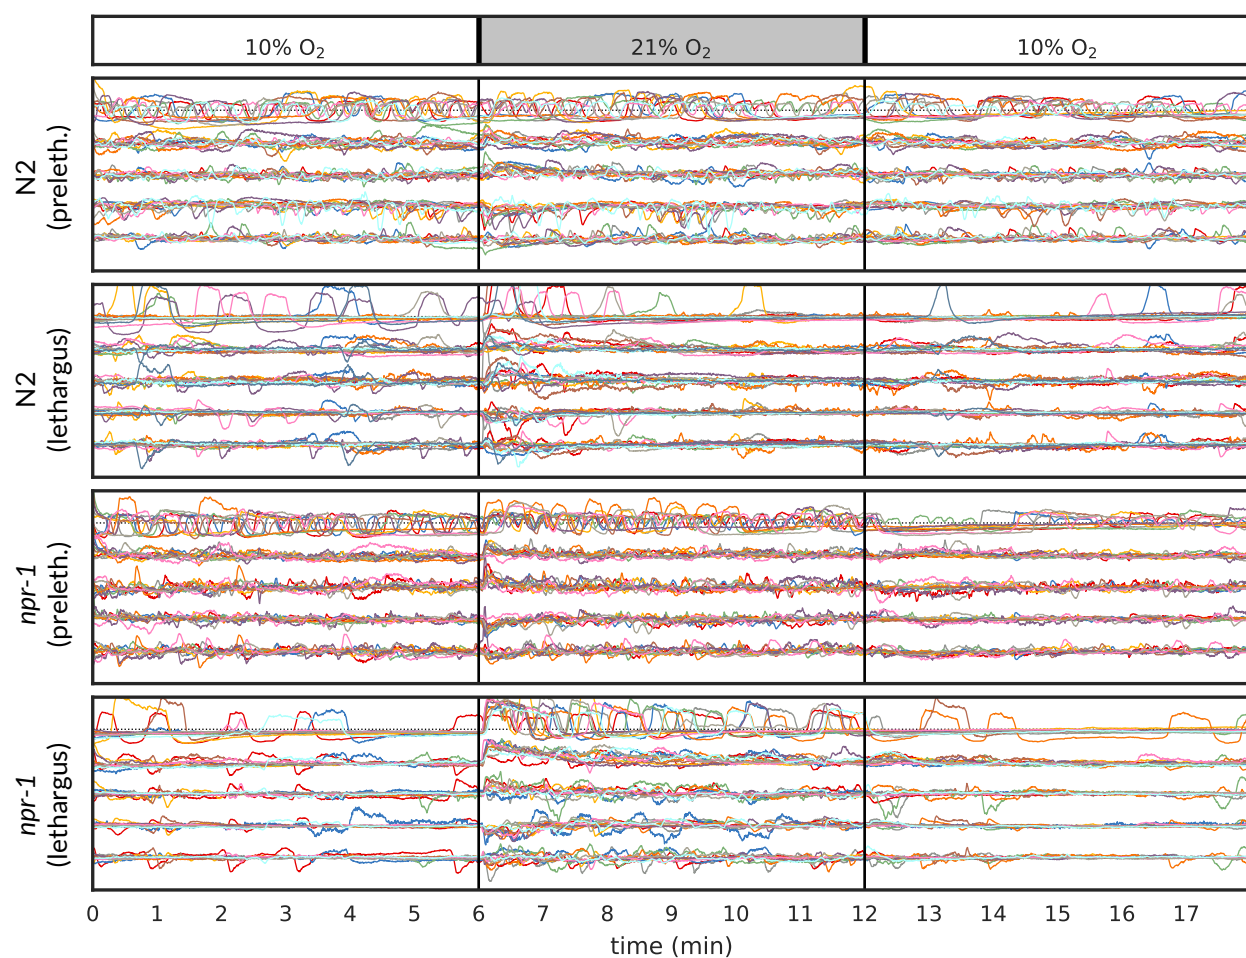 10% O₂ 21% O₂ 10% O₂
N2
(preleth.)
N2
(lethargus)
npr-1
(preleth.)
npr-1
(lethargus)
0 1 2 3 4 5 6 7 8 9 10 11 12 13 14 15 16 17
time (min)